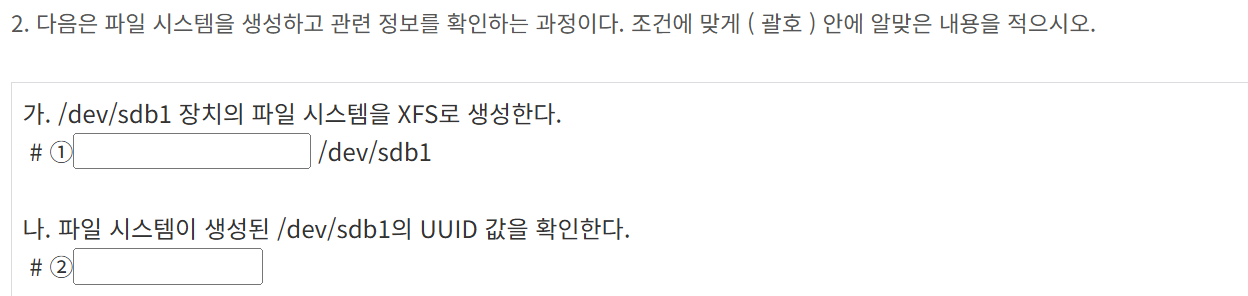 2. 다음은 파일 시스템을 생성하고 관련 정보를 확인하는 과정이다. 조건에 맞게 ( 괄호 ) 안에 알맞은 내용을 적으시오.
가. /dev/sdb1 장치의 파일 시스템을 XFS로 생성한다.
# ① /dev/sdb1
나. 파일 시스템이 생성된 /dev/sdb1의 UUID 값을 확인한다.
# ②